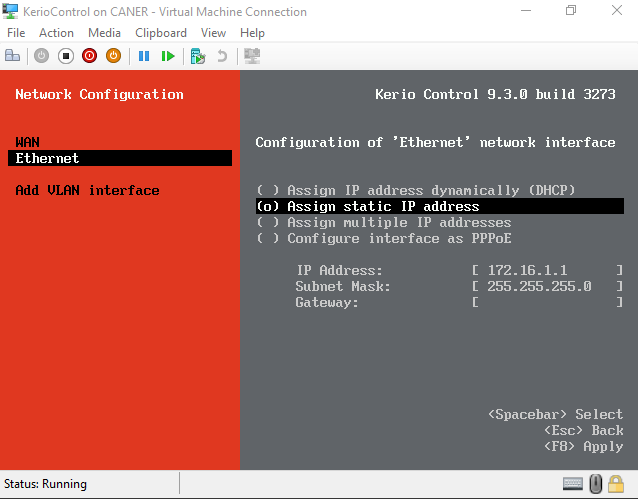 KerioControl on CANER - Virtual Machine Connection
File Action Media Clipboard View Help
Network Configuration
Kerio Control 9.3.0 build 3273
WAN
Configuration of 'Ethernet' network interface
Ethernet
Add VLAN interface
( ) Assign IP address dynamically (DHCP)
(o) Assign static IP address
( ) Assign multiple IP addresses
( ) Configure interface as PPPoE
IP Address: [ 172.16.1.1 ]
Subnet Mask: [ 255.255.255.0 ]
Gateway: [ ]
<Spacebar> Select
<Esc> Back
<F8> Apply
Status: Running